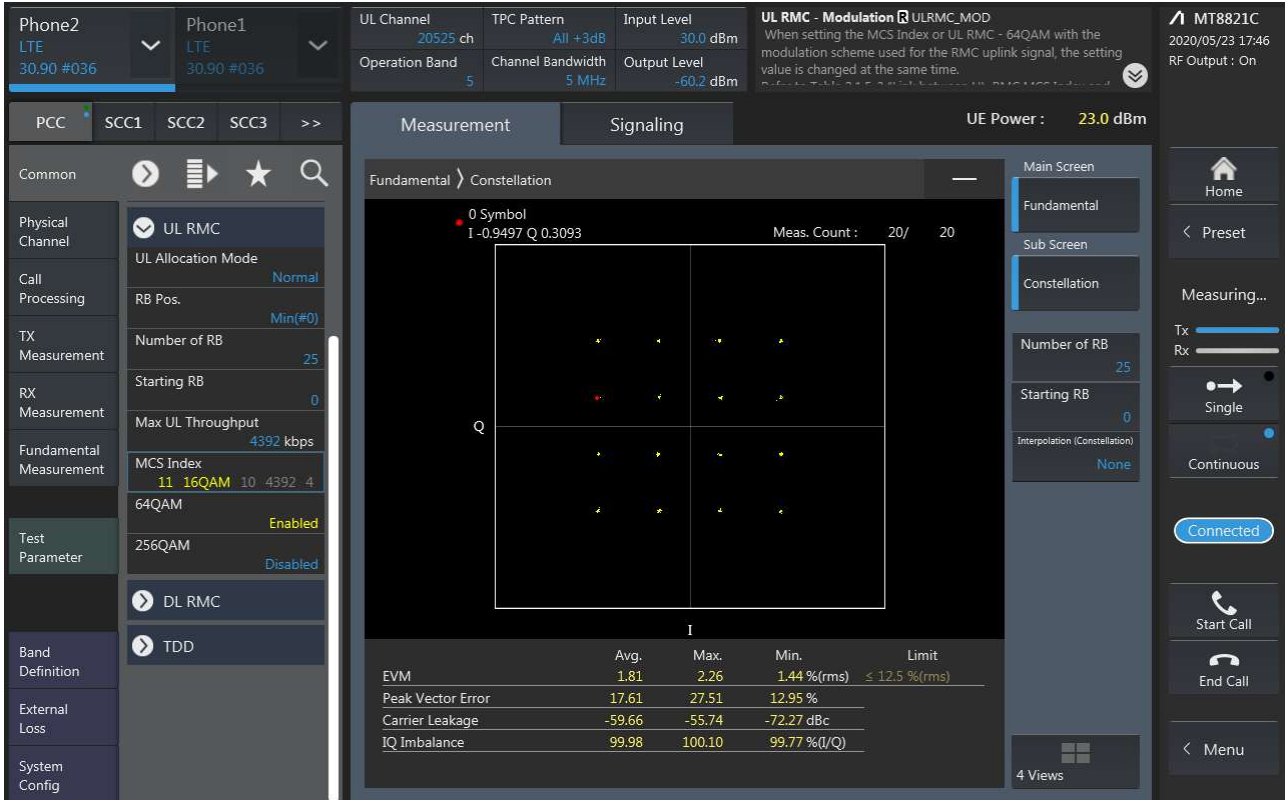 Phone2
LTE
30.90 #036
Phone1
LTE
30.90 #036
UL Channel
20525 ch
TPC Pattern
All +3dB
Input Level
30.0 dBm
Operation Band
5
Channel Bandwidth
5 MHz
Output Level
-60.2 dBm
UL RMC - Modulation R ULRMC_MOD
When setting the MCS Index or UL RMC - 64QAM with the
modulation scheme used for the RMC uplink signal, the setting
value is changed at the same time.
MT8821C
2020/05/23 17:46
RF Output : On
PCC SCC1 SCC2 SCC3 >>
Measurement
Signaling
UE Power : 23.0 dBm
Common
Physical
Channel
Call
Processing
TX
Measurement
RX
Measurement
Fundamental
Measurement
Test
Parameter
Band
Definition
External
Loss
System
Config
UL RMC
UL Allocation Mode
Normal
RB Pos.
Min(#0)
Number of RB
25
Starting RB
0
Max UL Throughput
4392 kbps
MCS Index
11 16QAM 10 4392 4
64QAM
Enabled
256QAM
Disabled
DL RMC
TDD
Fundamental 〉 Constellation
0 Symbol
I -0.9497 Q 0.3093
Meas. Count : 20/ 20
Q
I
Avg. Max. Min. Limit
EVM 1.81 2.26 1.44 %(rms) ≤ 12.5 %(rms)
Peak Vector Error 17.61 27.51 12.95 %
Carrier Leakage -59.66 -55.74 -72.27 dBc
IQ Imbalance 99.98 100.10 99.77 %(I/Q)
Main Screen
Fundamental
Sub Screen
Constellation
Number of RB
25
Starting RB
0
Interpolation (Constellation)
None
4 Views
Home
< Preset
Measuring...
Tx
Rx
Single
Continuous
Connected
Start Call
End Call
< Menu